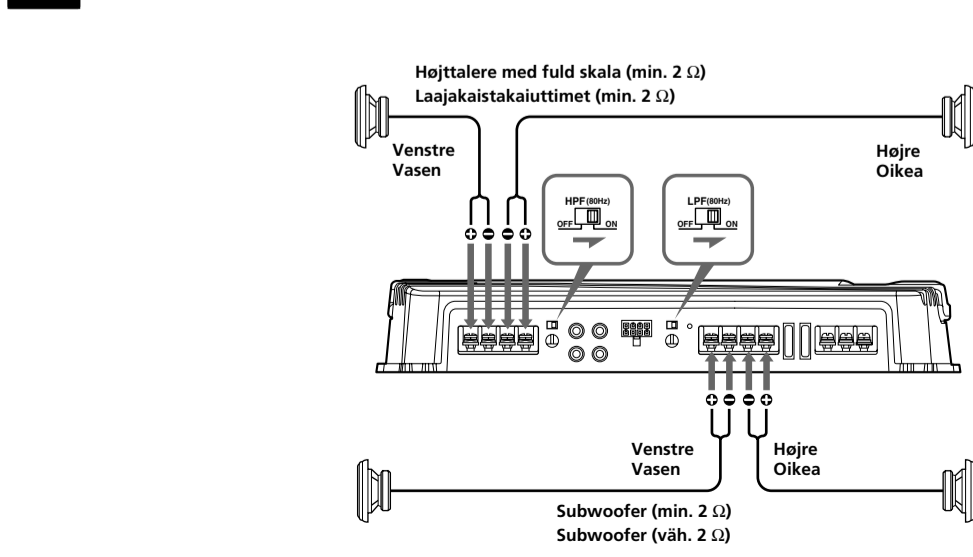 Højttalere med fuld skala (min. 2 Ω)
Laajakaistakaiuttimet (min. 2 Ω)
Venstre
Vasen
Højre
Oikea
HPF(80Hz)
OFF ON
LPF(80Hz)
OFF ON
Venstre
Vasen
Højre
Oikea
Subwoofer (min. 2 Ω)
Subwoofer (väh. 2 Ω)